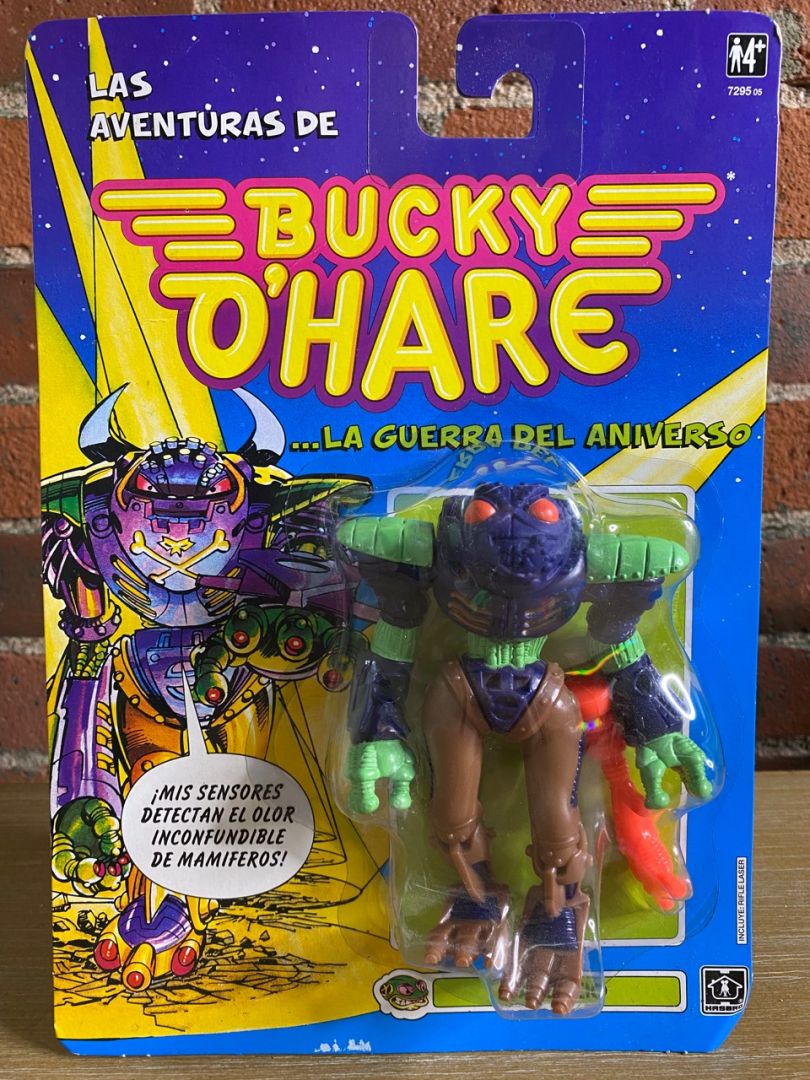 LAS
AVENTURAS DE
4+
7295 05
BUCKY
O'HARE
*
...LA GUERRA DEL ANIVERSO
¡MIS SENSORES
DETECTAN EL OLOR
INCONFUNDIBLE
DE MAMIFEROS!
INCLUYE: RIFLE LASER
HASBRO